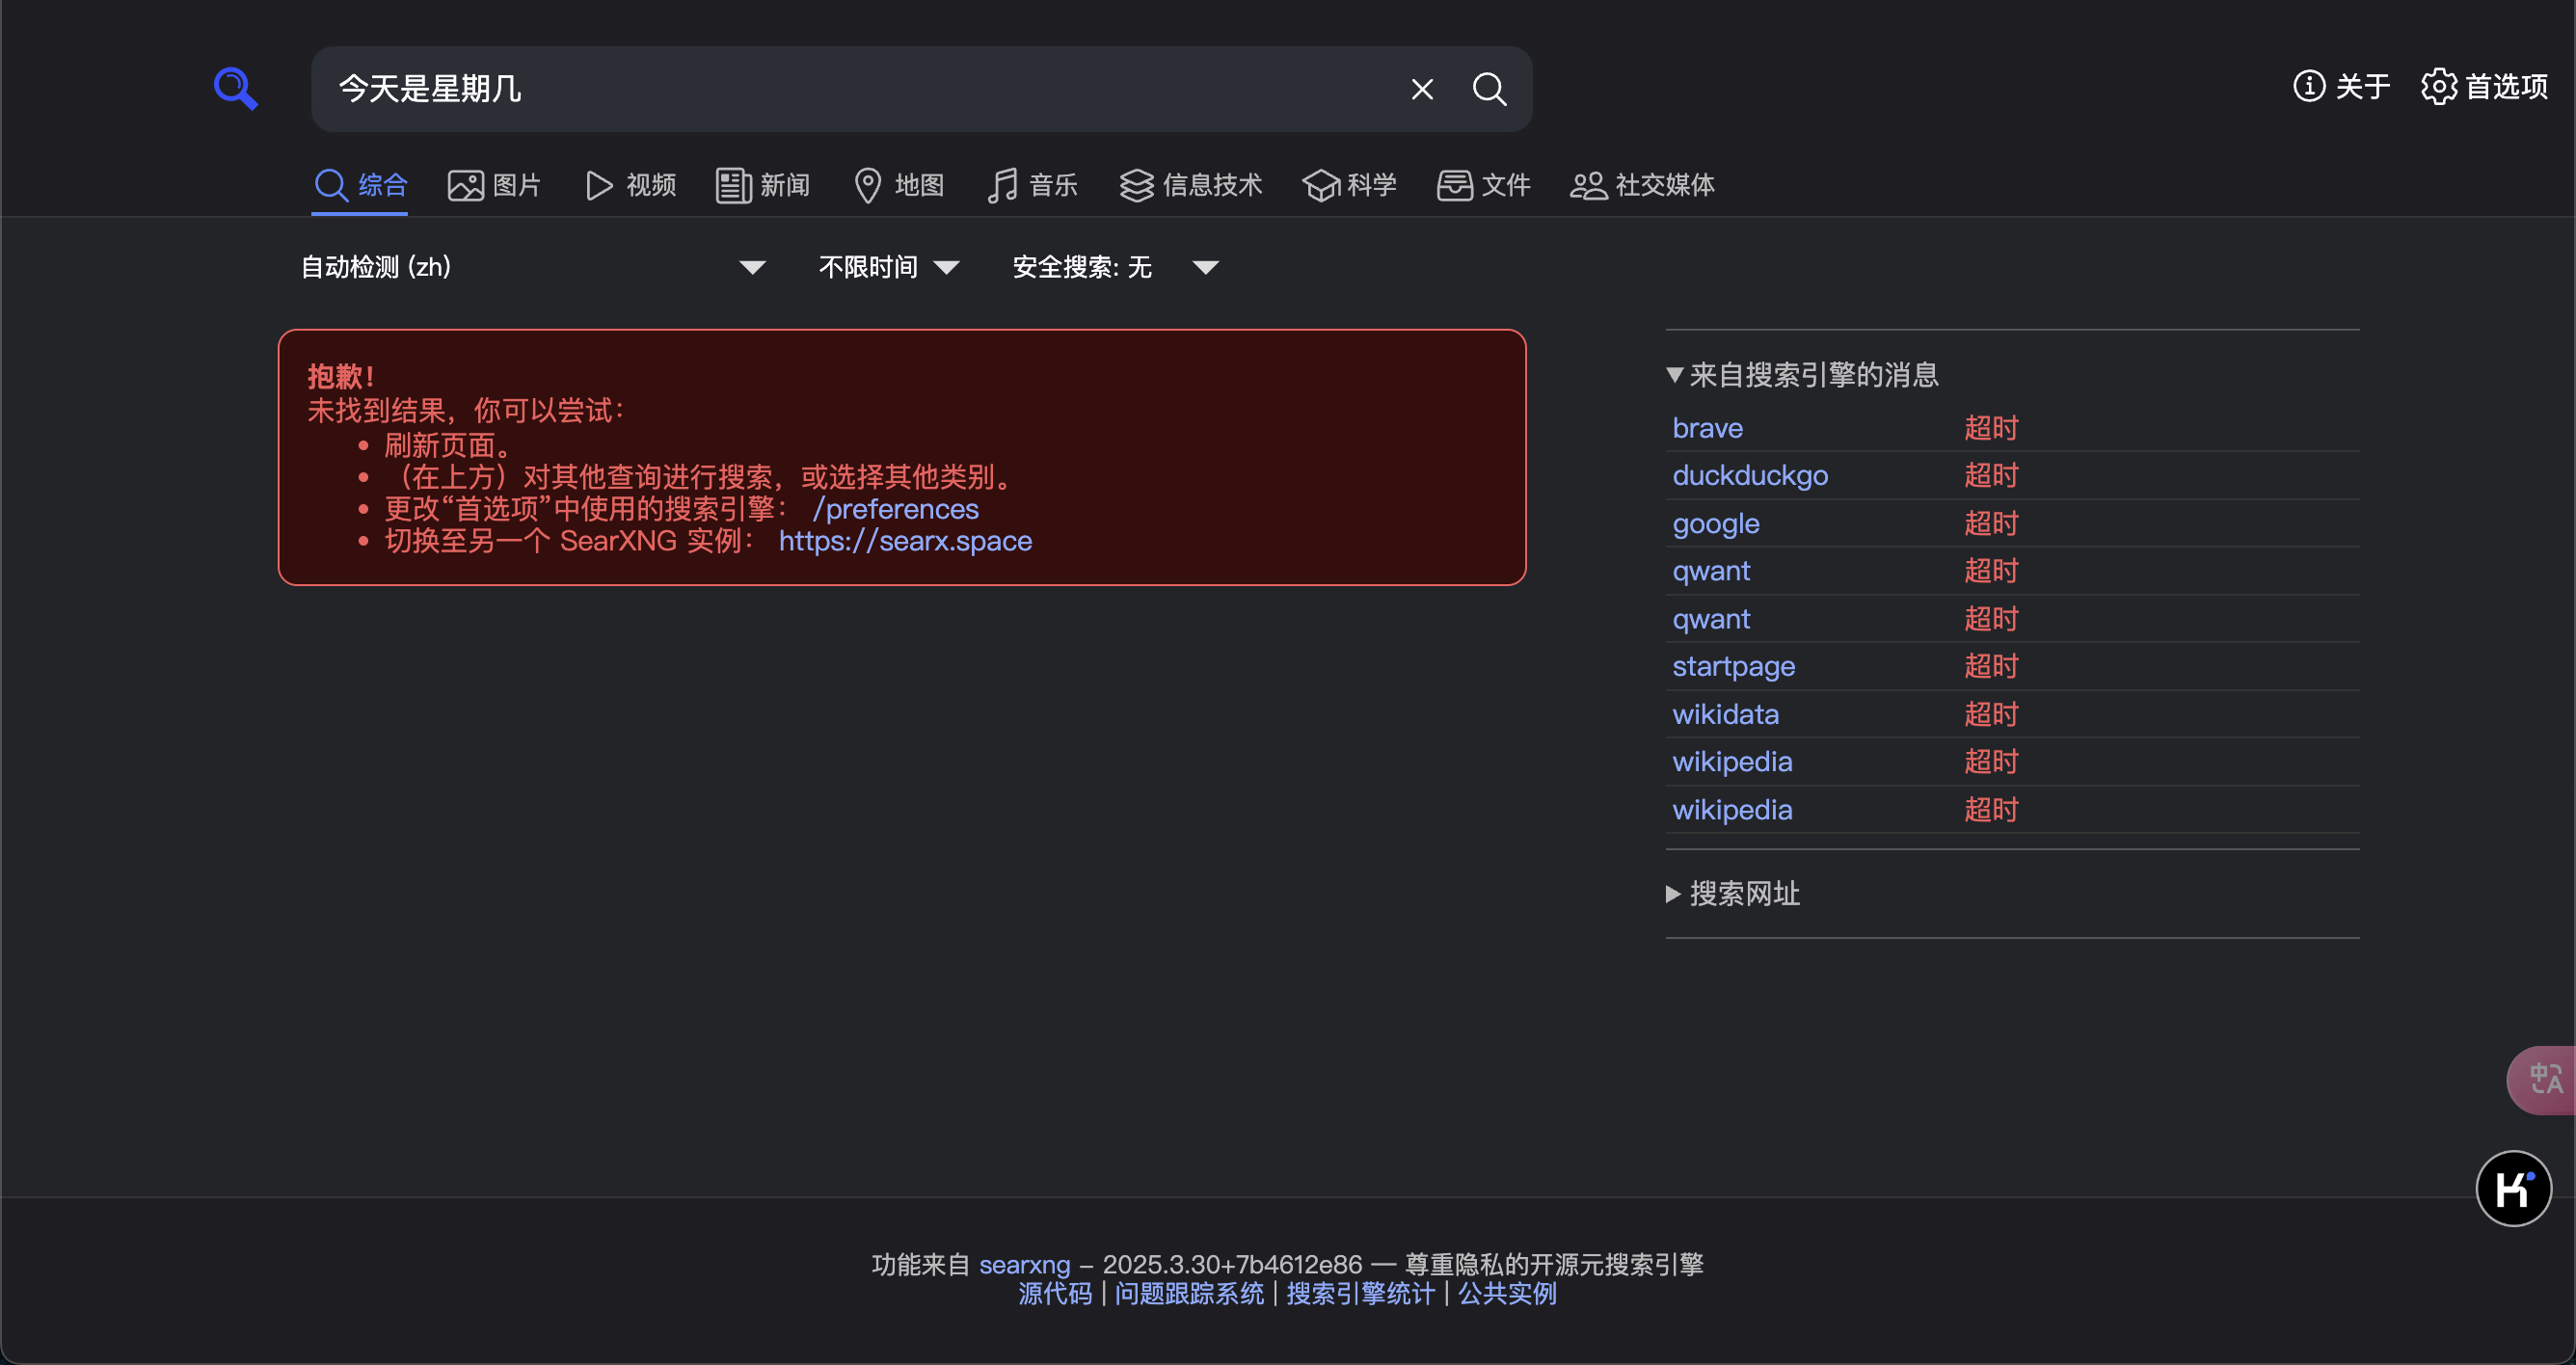 今天是星期几
关于
首选项
综合
图片
视频
新闻
地图
音乐
信息技术
科学
文件
社交媒体
自动检测 (zh)
不限时间
安全搜索: 无
抱歉！
未找到结果，你可以尝试：
刷新页面。
（在上方）对其他查询进行搜索，或选择其他类别。
更改“首选项”中使用的搜索引擎： /preferences
切换至另一个 SearXNG 实例： https://searx.space
来自搜索引擎的消息
brave 超时
duckduckgo 超时
google 超时
qwant 超时
qwant 超时
startpage 超时
wikidata 超时
wikipedia 超时
wikipedia 超时
搜索网址
中A
K
功能来自 searxng – 2025.3.30+7b4612e86 — 尊重隐私的开源元搜索引擎
源代码 | 问题跟踪系统 | 搜索引擎统计 | 公共实例